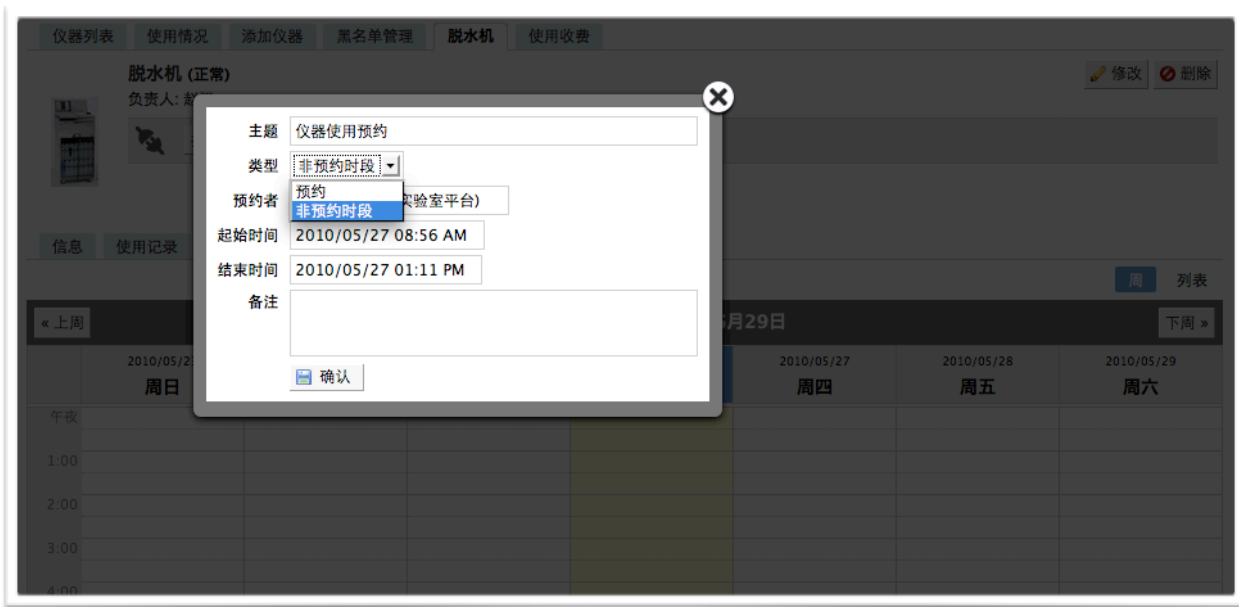 仪器列表 使用情况 添加仪器 黑名单管理 脱水机 使用收费
脱水机 (正常)
修改 删除
负责人:
主题 仪器使用预约
类型 非预约时段
预约
非预约时段
预约者 实验室平台)
起始时间 2010/05/27 08:56 AM
信息 使用记录
结束时间 2010/05/27 01:11 PM
周 列表
备注
« 上周
月29日
下周 »
2010/05/2 2010/05/27 2010/05/28 2010/05/29
周日 周四 周五 周六
确认
午夜
1:00
2:00
3:00
4:00